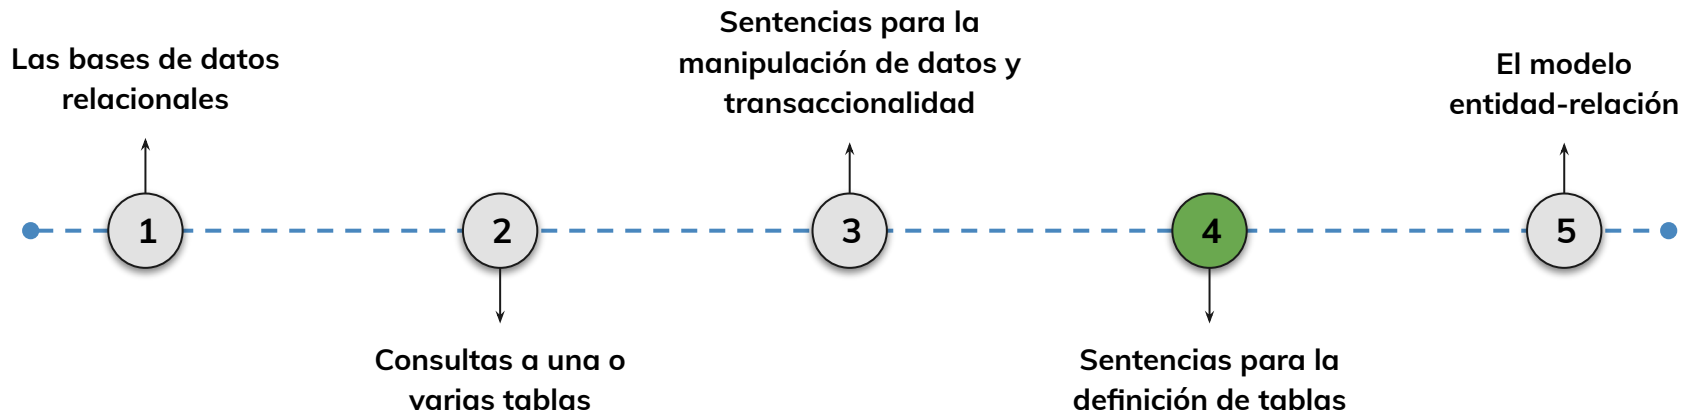 Las bases de datos
relacionales
1
Consultas a una o
varias tablas
2
Sentencias para la
manipulación de datos y
transaccionalidad
3
Sentencias para la
definición de tablas
4
El modelo
entidad-relación
5